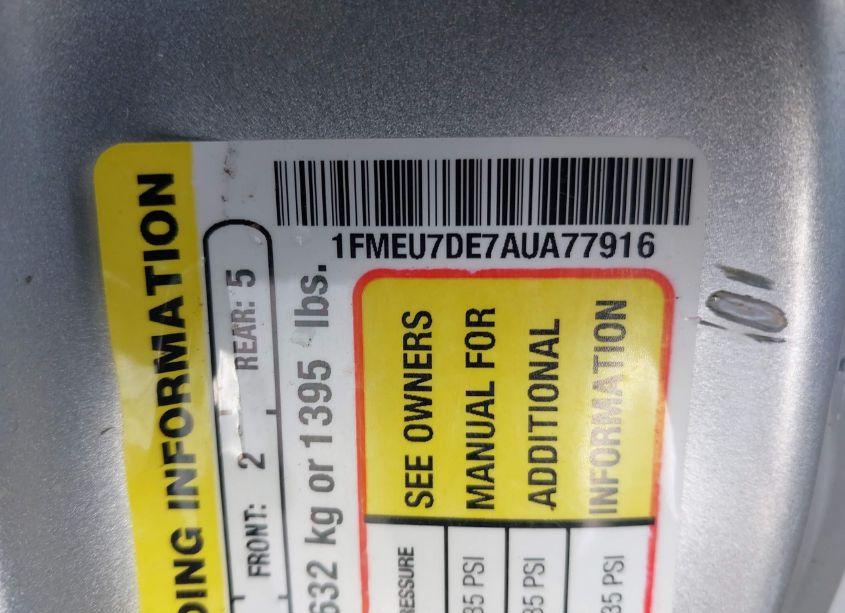 1FMEU7DE7AUA77916
DING INFORMATION
FRONT: 2 REAR: 5
632 kg or 1395 lbs.
SEE OWNERS
MANUAL FOR
ADDITIONAL
INFORMATION
RESSURE
35 PSI
35 PSI
35 PSI